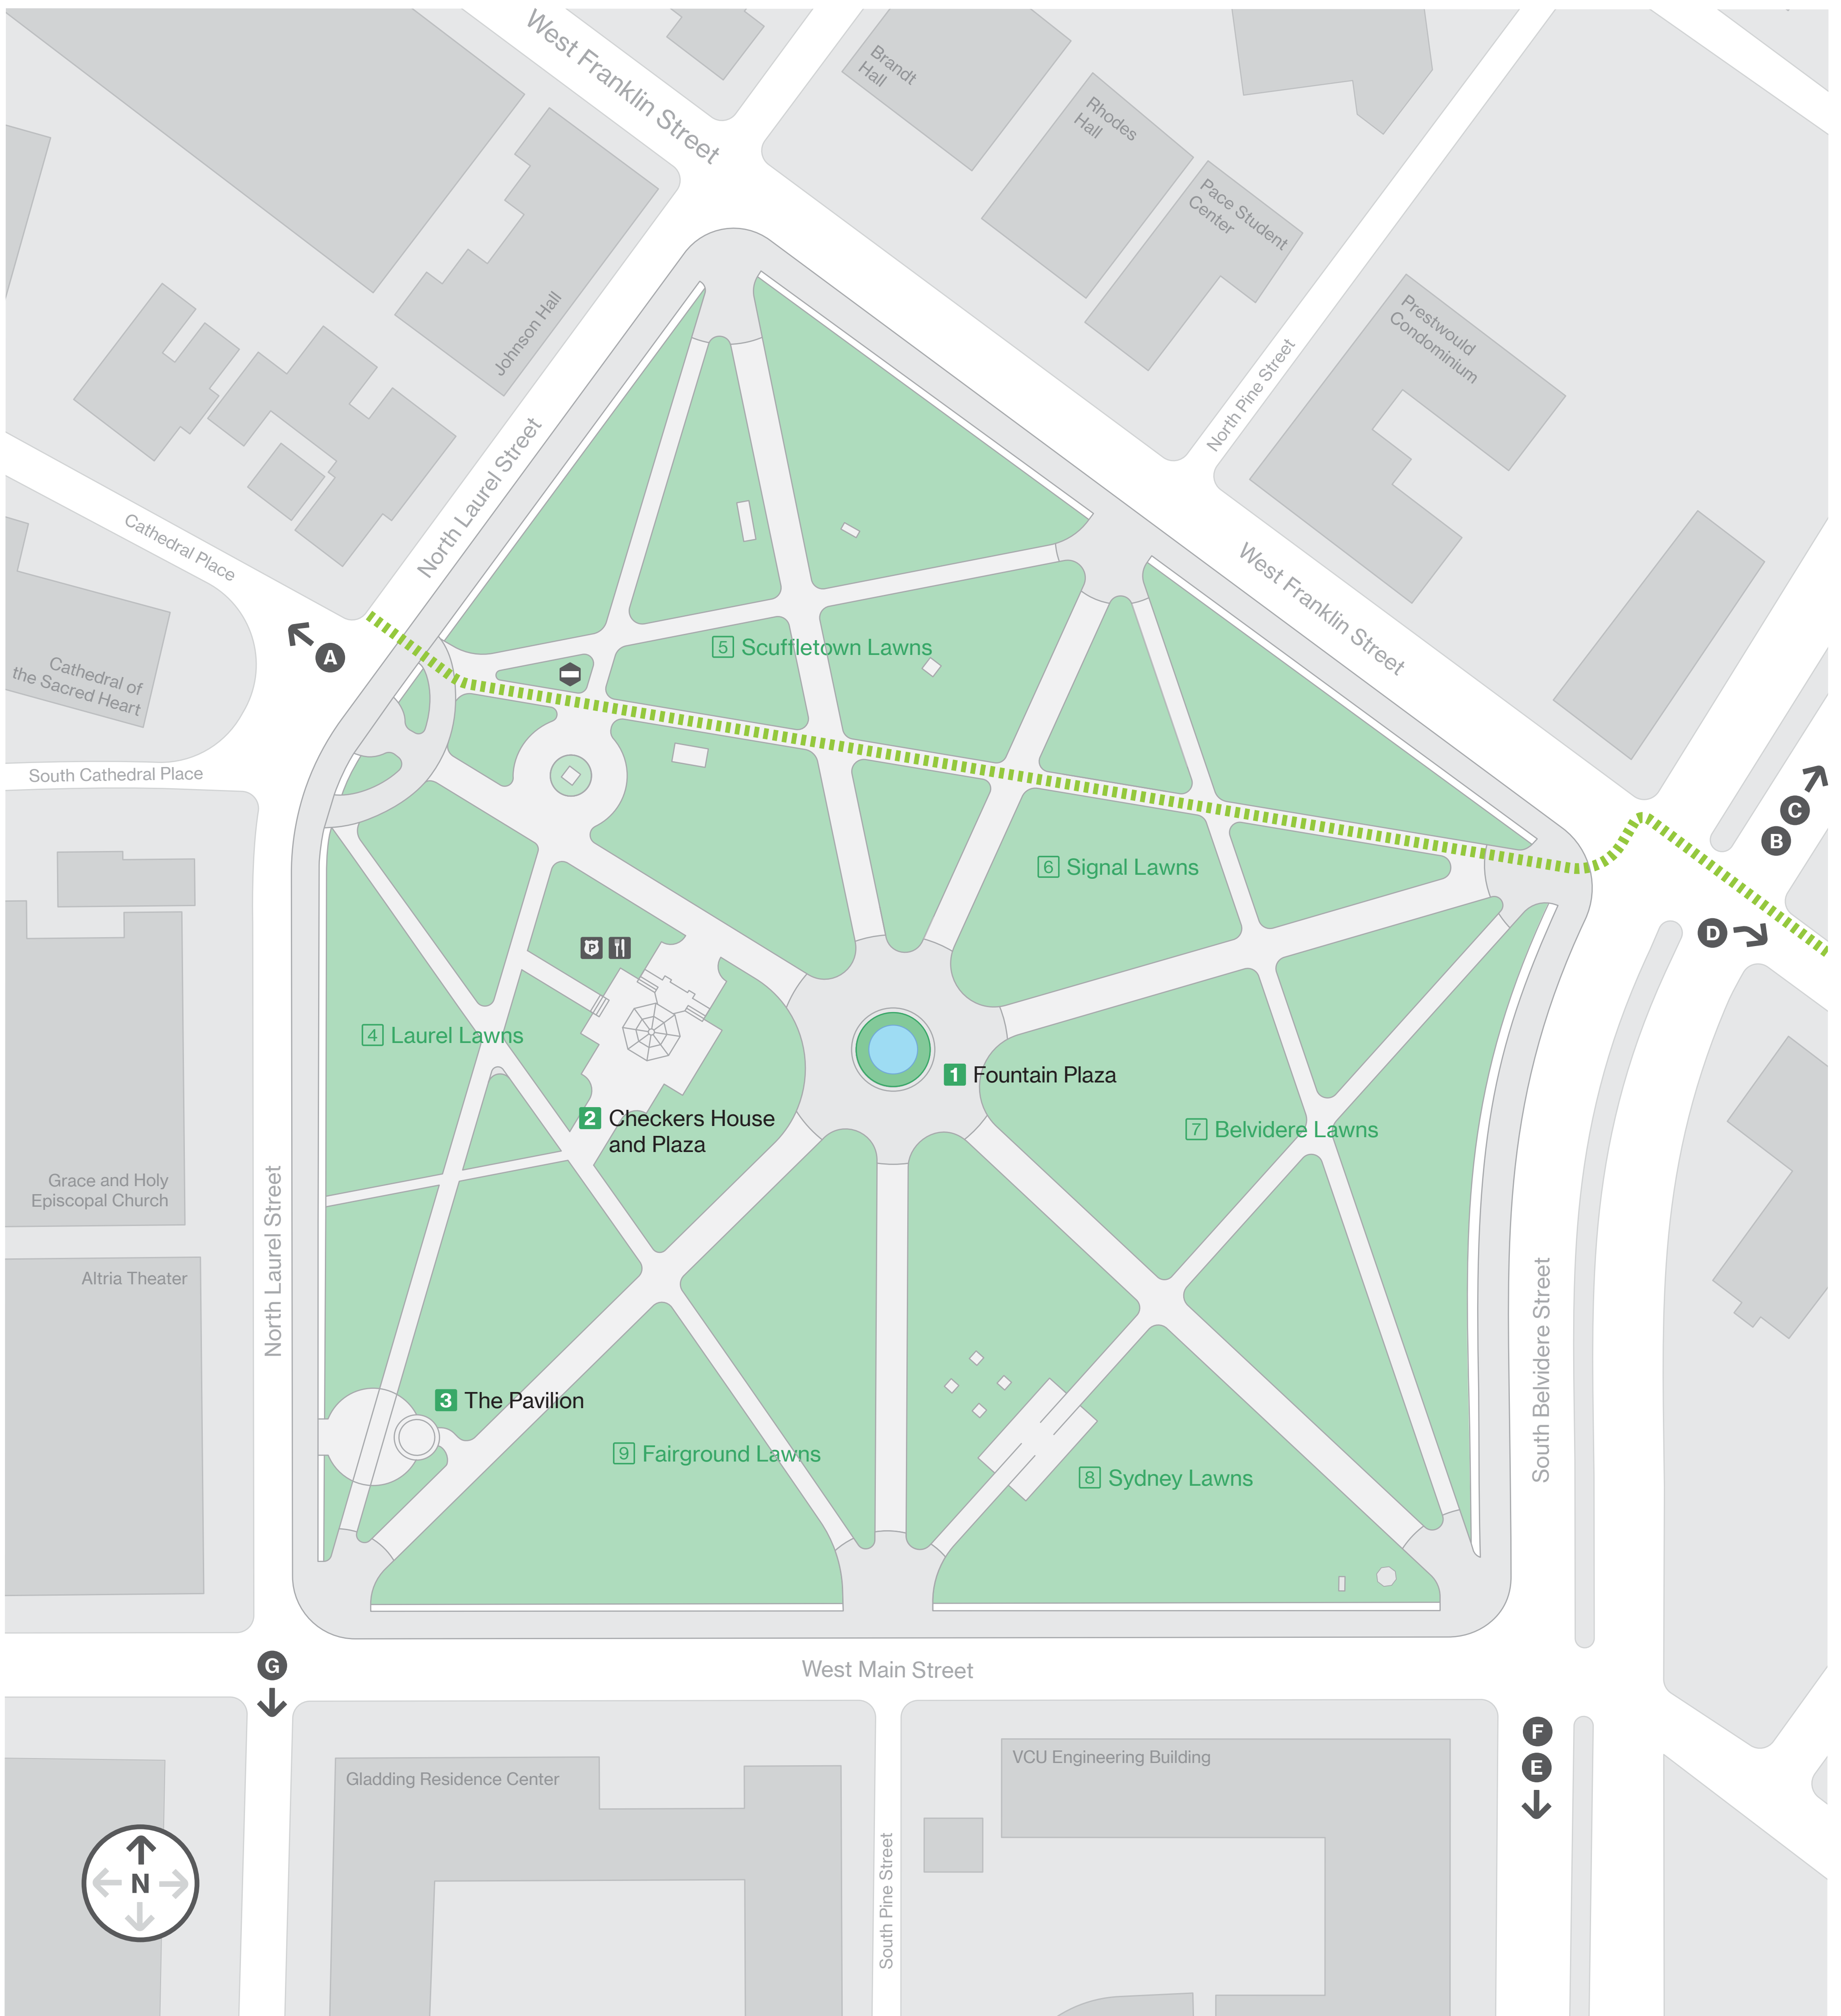 West Franklin Street
Brandt
Hall
Rhodes
Hall
Pace Student
Center
Johnson Hall
Prestwould
Condominium
North Pine Street
North Laurel Street
Cathedral Place
West Franklin Street
A
Cathedral of
the Sacred Heart
5 Scuffletown Lawns
South Cathedral Place
C
B
6 Signal Lawns
D
P
4 Laurel Lawns
1 Fountain Plaza
2 Checkers House
and Plaza
7 Belvidere Lawns
Grace and Holy
Episcopal Church
North Laurel Street
Altria Theater
South Belvidere Street
3 The Pavilion
9 Fairground Lawns
8 Sydney Lawns
G
West Main Street
F
E
VCU Engineering Building
Gladding Residence Center
South Pine Street
N